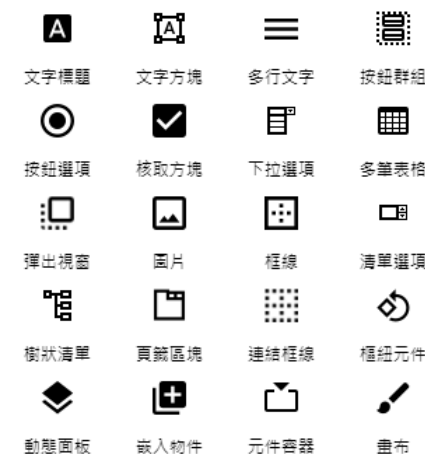 文字標題 文字方塊 多行文字 按鈕群組
按鈕選項 核取方塊 下拉選項 多筆表格
彈出視窗 圖片 框線 清單選項
樹狀清單 頁籤區塊 連結框線 樞紐元件
動態面板 嵌入物件 元件容器 畫布